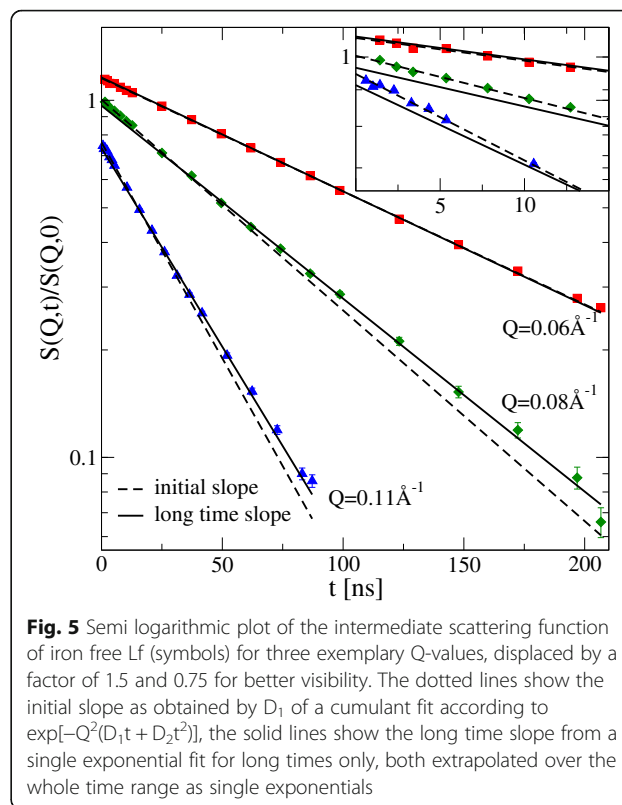 1
5
10
1
S(Q,t)/S(Q,0)
Q=0.06Å⁻¹
Q=0.08Å⁻¹
0.1
initial slope
long time slope
Q=0.11Å⁻¹
0
50
100
150
200
t [ns]
Fig. 5 Semi logarithmic plot of the intermediate scattering function
of iron free Lf (symbols) for three exemplary Q-values, displaced by a
factor of 1.5 and 0.75 for better visibility. The dotted lines show the
initial slope as obtained by D₁ of a cumulant fit according to
exp[−Q²(D₁t + D₂t²)], the solid lines show the long time slope from a
single exponential fit for long times only, both extrapolated over the
whole time range as single exponentials